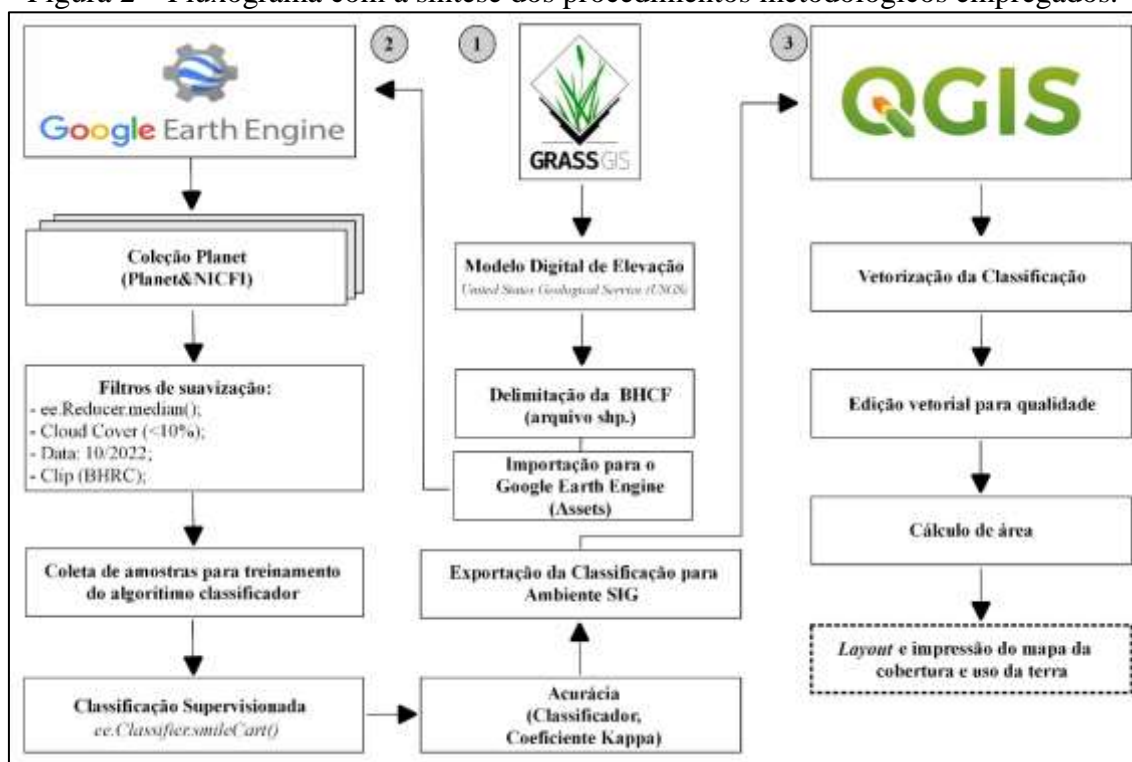 Figura 2 – Fluxograma com a síntese dos procedimentos metodológicos empregados.
2
Google Earth Engine
Coleção Planet
(Planet&NICFI)
Filtros de suavização:
- ee.Reducer.median();
- Cloud Cover (<10%);
- Data: 10/2022;
- Clip (BHRC);
Coleta de amostras para treinamento
do algoritimo classificador
Classificação Supervisionada
ee.Classifier.smileCart()
1
GRASS GIS
Modelo Digital de Elevação
United States Geological Service (USGS)
Delimitação da BHCF
(arquivo shp.)
Importação para o
Google Earth Engine
(Assets)
Exportação da Classificação para
Ambiente SIG
Acurácia
(Classificador,
Coeficiente Kappa)
3
QGIS
Vetorização da Classificação
Edição vetorial para qualidade
Cálculo de área
Layout e impressão do mapa da
cobertura e uso da terra